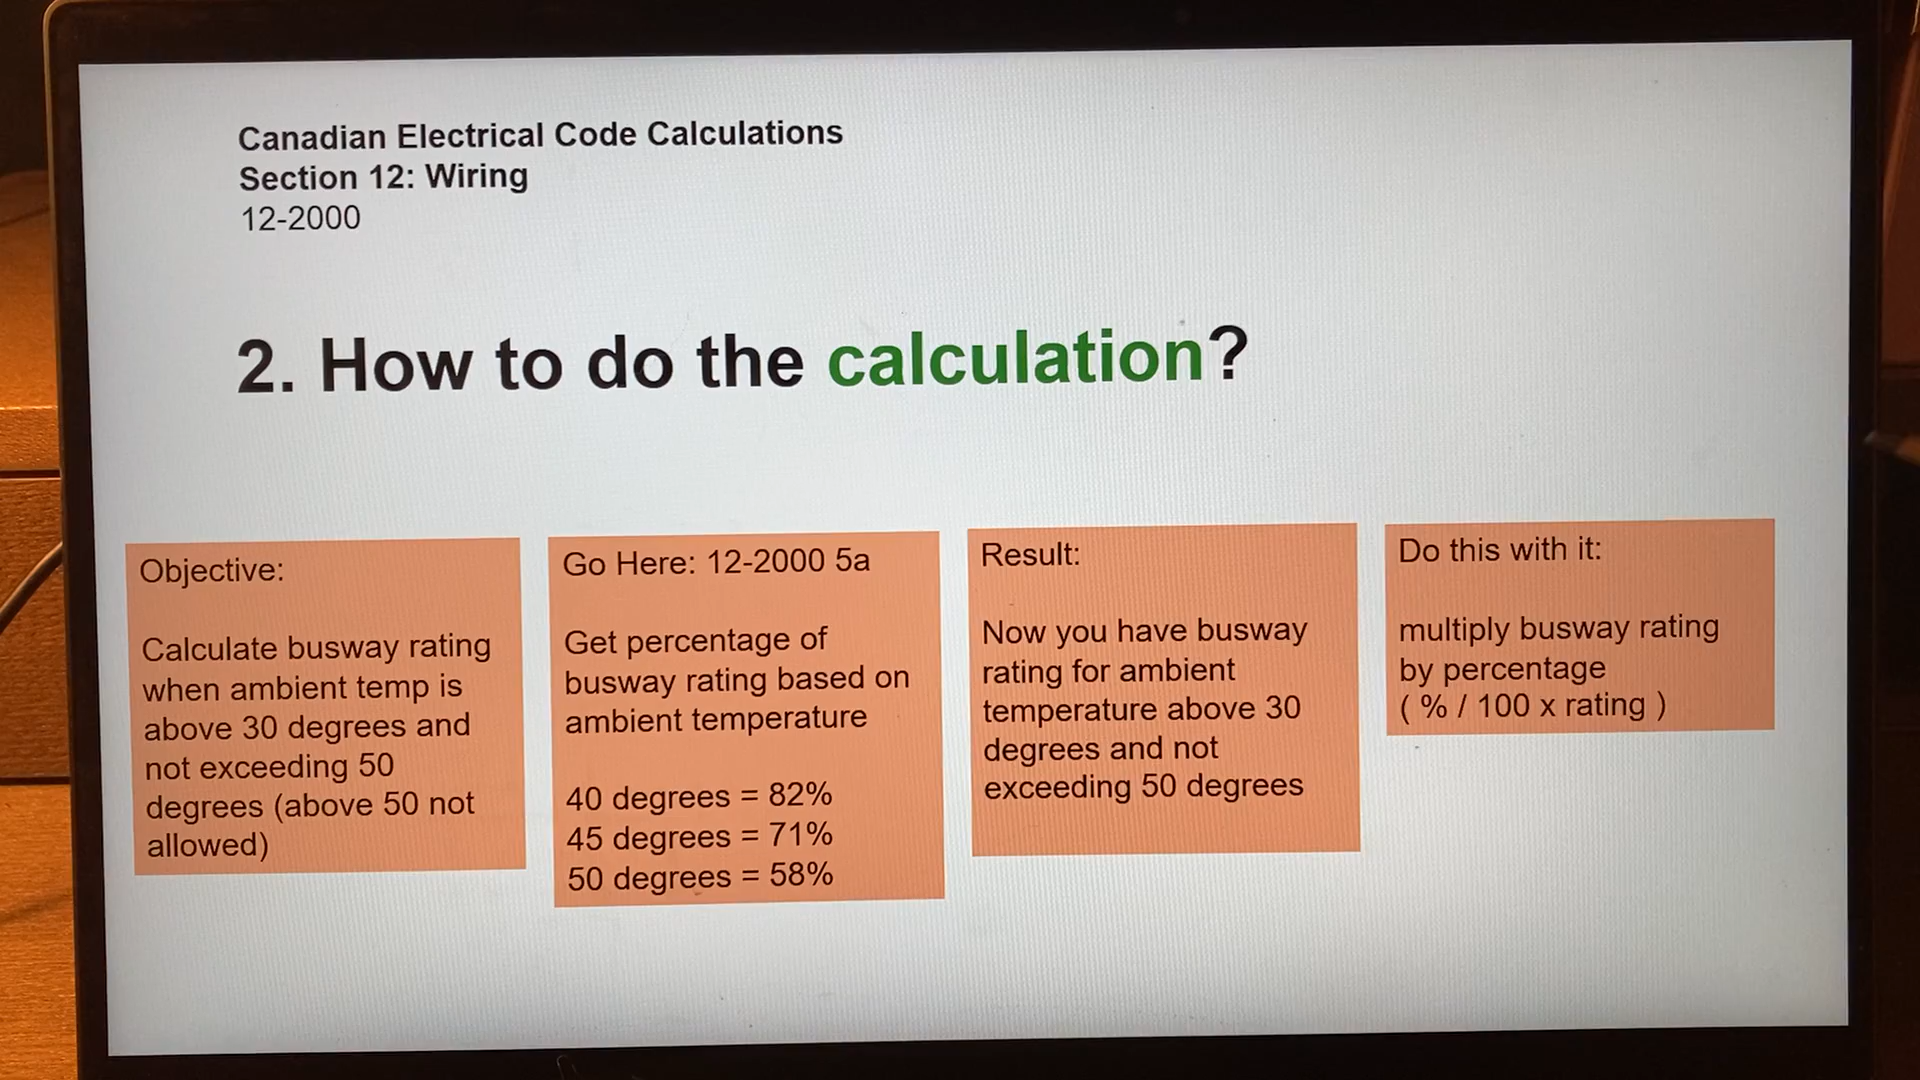 Canadian Electrical Code Calculations
Section 12: Wiring
12-2000
2. How to do the calculation?
Objective:
Calculate busway rating
when ambient temp is
above 30 degrees and
not exceeding 50
degrees (above 50 not
allowed)
Go Here: 12-2000 5a
Get percentage of
busway rating based on
ambient temperature
40 degrees = 82%
45 degrees = 71%
50 degrees = 58%
Result:
Now you have busway
rating for ambient
temperature above 30
degrees and not
exceeding 50 degrees
Do this with it:
multiply busway rating
by percentage
( % / 100 x rating )